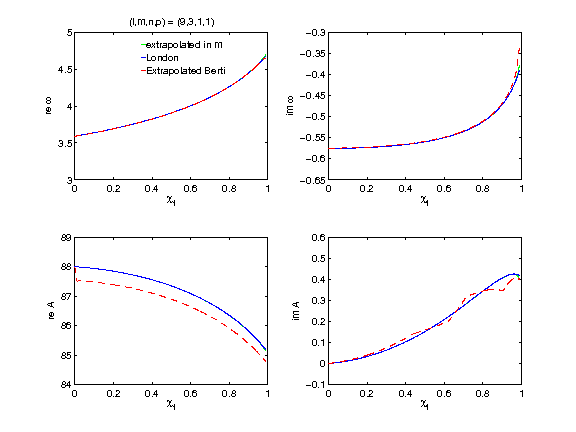 (l,m,n,p) = (9,3,1,1)
5
4.5
4
3.5
3
re ω
0 0.2 0.4 0.6 0.8 1
χf
extrapolated in m
London
Extrapolated Berti
−0.3
−0.35
−0.4
−0.45
−0.5
−0.55
−0.6
−0.65
im ω
0 0.2 0.4 0.6 0.8 1
χf
89
88
87
86
85
84
re A
0 0.2 0.4 0.6 0.8 1
χf
0.6
0.5
0.4
0.3
0.2
0.1
0
−0.1
im A
0 0.2 0.4 0.6 0.8 1
χf